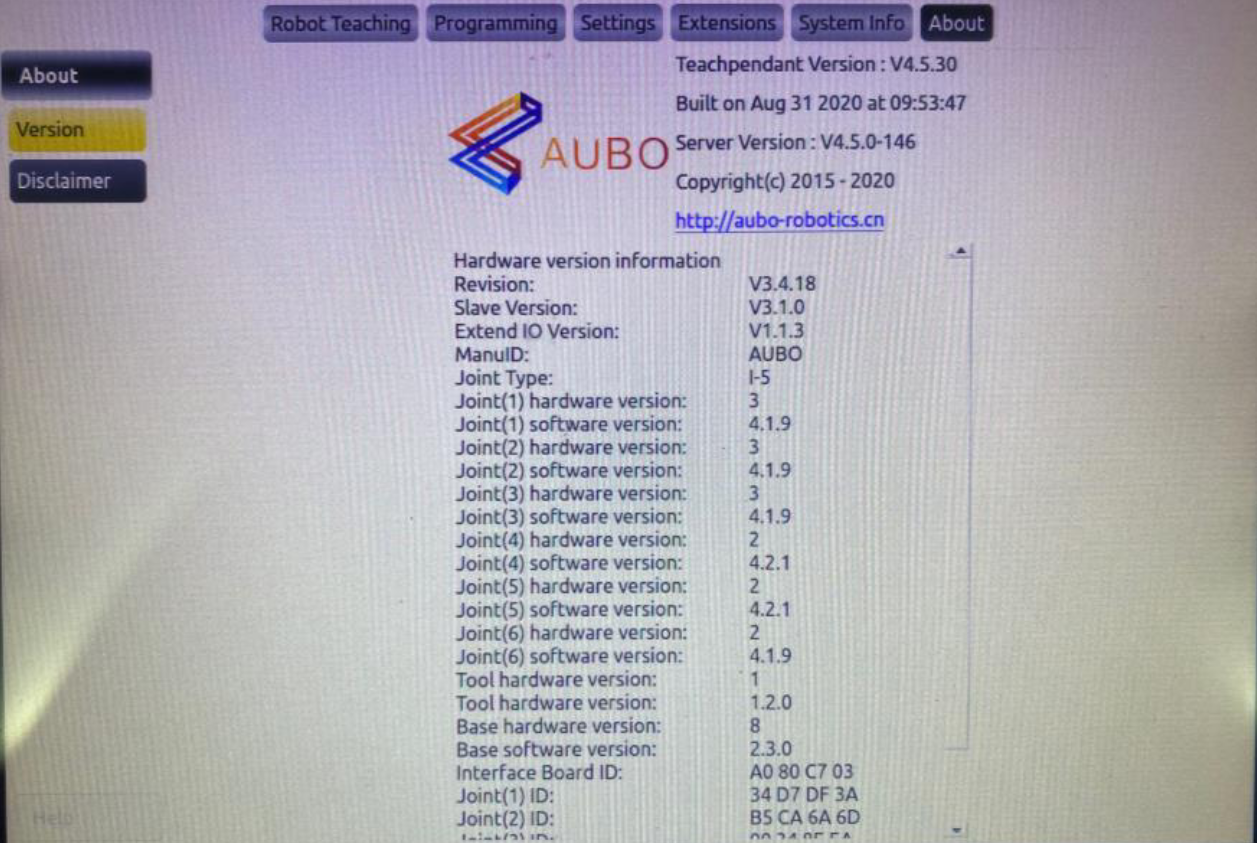 Robot Teaching Programming Settings Extensions System Info About
About
Version
Disclaimer
AUBO
Teachpendant Version : V4.5.30
Built on Aug 31 2020 at 09:53:47
Server Version : V4.5.0-146
Copyright(c) 2015 - 2020
http://aubo-robotics.cn
Hardware version information
Revision: V3.4.18
Slave Version: V3.1.0
Extend IO Version: V1.1.3
ManuID: AUBO
Joint Type: I-5
Joint(1) hardware version: 3
Joint(1) software version: 4.1.9
Joint(2) hardware version: 3
Joint(2) software version: 4.1.9
Joint(3) hardware version: 3
Joint(3) software version: 4.1.9
Joint(4) hardware version: 2
Joint(4) software version: 4.2.1
Joint(5) hardware version: 2
Joint(5) software version: 4.2.1
Joint(6) hardware version: 2
Joint(6) software version: 4.1.9
Tool hardware version: 1
Tool hardware version: 1.2.0
Base hardware version: 8
Base software version: 2.3.0
Interface Board ID: A0 80 C7 03
Joint(1) ID: 34 D7 DF 3A
Joint(2) ID: B5 CA 6A 6D
Help